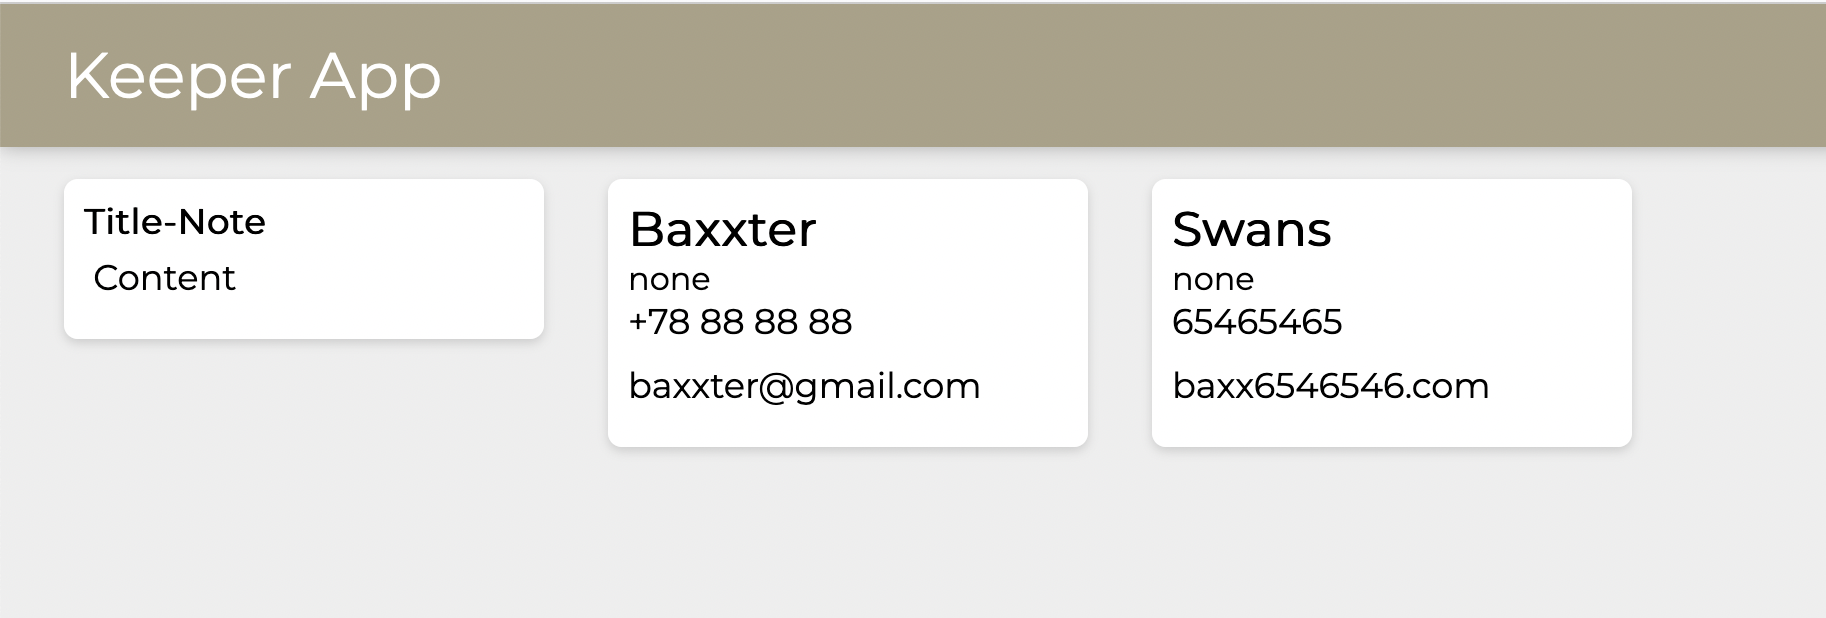 Keeper App
Title-Note
Content
Baxxter
none
+78 88 88 88
baxxter@gmail.com
Swans
none
65465465
baxx6546546.com